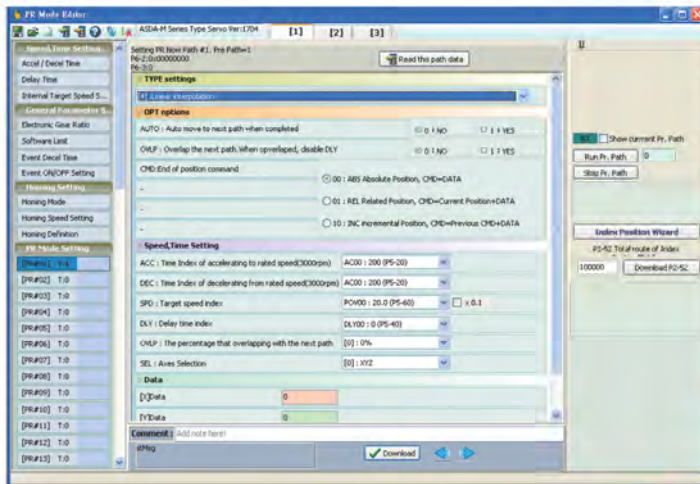 PR Mode Editor
ASDA-M Series Type Servo Ver:1704
[1]
[2]
[3]
Speed,Time Setting
Accel / Decel Time
Delay Time
Internal Target Speed S...
General Parameter S...
Electronic Gear Ratio
Software Limit
Event Decel Time
Event ON/OFF Setting
Homing Setting
Homing Mode
Homing Speed Setting
Homing Definition
PR Mode Setting
[PR#01] T:4
[PR#02] T:0
[PR#03] T:0
[PR#04] T:0
[PR#05] T:0
[PR#06] T:0
[PR#07] T:0
[PR#08] T:0
[PR#09] T:0
[PR#10] T:0
[PR#11] T:0
[PR#12] T:0
[PR#13] T:0
Setting PR Now Path #1, Pre Path=1
P6-2:0x00000000
P6-3:0
Read this path data
TYPE settings
OPT options
AUTO : Auto move to next path when completed
0 : NO
1 : YES
OVLP : Overlap the next path.When opverlaped, disable DLY
0 : NO
1 : YES
CMD:End of position command
00 : ABS Absolute Position, CMD=DATA
-
01 : REL Related Position, CMD=Current Position+DATA
-
10 : INC Incremental Position, CMD=Previous CMD+DATA
-
Speed,Time Setting
ACC : Time Index of accelerating to rated speed(3000rpm)
AC00 : 200 (P5-20)
DEC : Time Index of decelerating from rated speed(3000rpm)
AC00 : 200 (P5-20)
SPD : Target speed index
POV00 : 20.0 (P5-60)
x 0.1
DLY : Delay time index
DLY00 : 0 (P5-40)
OVLP : The percentage that overlapping with the next path
[0] : 0%
SEL : Axes Selection
[0] : XYZ
Data
[X]Data
0
[Y]Data
0
Comment :
Add note here!
stMsg
Download
Show currrent Pr. Path
Run Pr. Path
0
Stop Pr. Path
Index Position Wizard
P2-52 Total route of Index
100000
Download P2-52